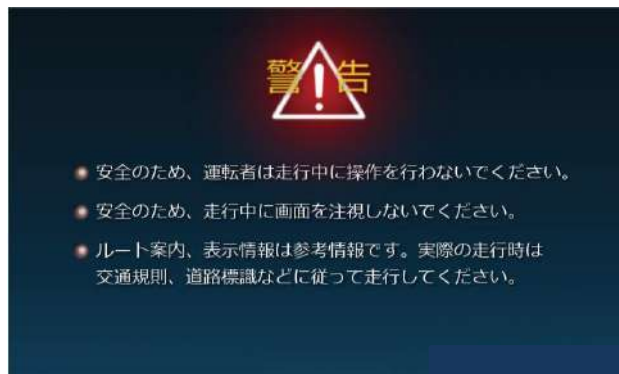 警告
安全のため、運転者は走行中に操作を行わないでください。
安全のため、走行中に画面を注視しないでください。
ルート案内、表示情報は参考情報です。実際の走行時は
交通規則、道路標識などに従って走行してください。